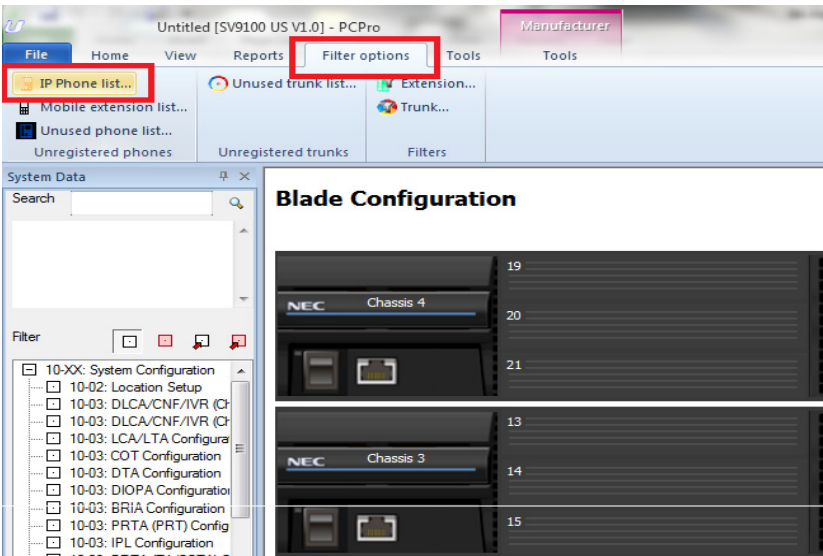 Untitled [SV9100 US V1.0] - PCPro
Manufacturer
File Home View Reports Filter options Tools Tools
IP Phone list... Unused trunk list... Extension...
Mobile extension list... Trunk...
Unused phone list...
Unregistered phones Unregistered trunks Filters
System Data
Search
Blade Configuration
19
NEC Chassis 4
20
21
Filter
10-XX: System Configuration
10-02: Location Setup
10-03: DLCA/CNF/IVR (Ch
10-03: DLCA/CNF/IVR (Ch
10-03: LCA/LTA Configura
10-03: COT Configuration
10-03: DTA Configuration
10-03: DIOPA Configuration
10-03: BRIA Configuration
10-03: PRTA (PRT) Config
10-03: IPL Configuration
13
NEC Chassis 3
14
15